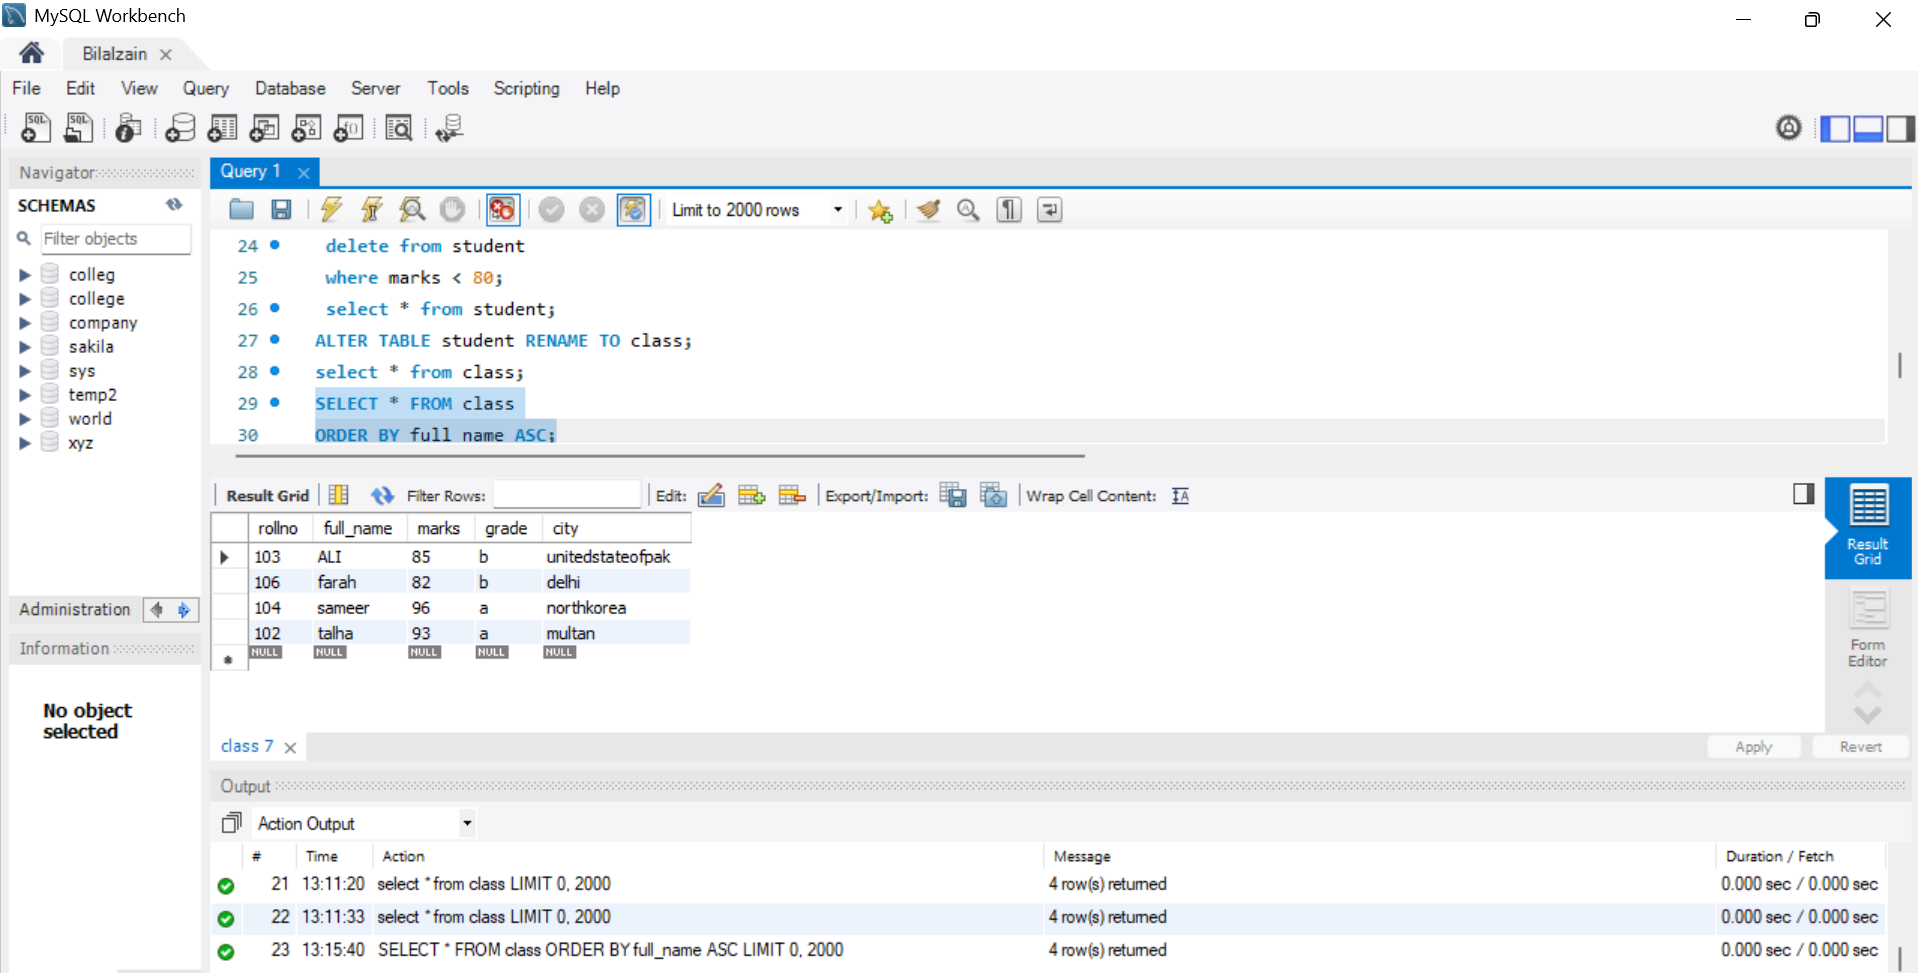 MySQL Workbench
Bilalzain
File Edit View Query Database Server Tools Scripting Help
Navigator
SCHEMAS
Filter objects
colleg
college
company
sakila
sys
temp2
world
xyz
Administration
Information
No object
selected
Query 1
Limit to 2000 rows
24 delete from student
25 where marks < 80;
26 select * from student;
27 ALTER TABLE student RENAME TO class;
28 select * from class;
29 SELECT * FROM class
30 ORDER BY full_name ASC;
Result Grid Filter Rows: Edit: Export/Import: Wrap Cell Content:
rollno full_name marks grade city
103 ALI 85 b unitedstateofpak
106 farah 82 b delhi
104 sameer 96 a northkorea
102 talha 93 a multan
NULL NULL NULL NULL NULL
Result
Grid
Form
Editor
class 7
Apply Revert
Output
Action Output
# Time Action Message Duration / Fetch
21 13:11:20 select * from class LIMIT 0, 2000 4 row(s) returned 0.000 sec / 0.000 sec
22 13:11:33 select * from class LIMIT 0, 2000 4 row(s) returned 0.000 sec / 0.000 sec
23 13:15:40 SELECT * FROM class ORDER BY full_name ASC LIMIT 0, 2000 4 row(s) returned 0.000 sec / 0.000 sec